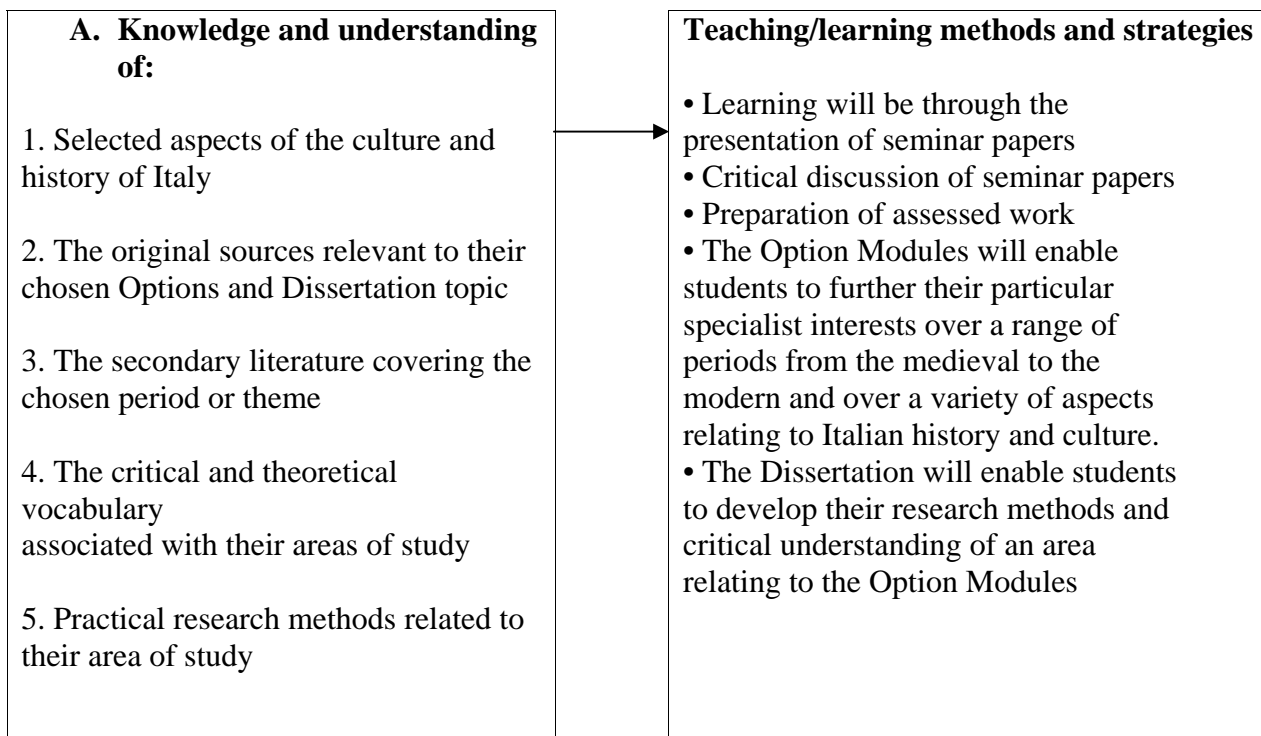 A. Knowledge and understanding
of:
1. Selected aspects of the culture and
history of Italy
2. The original sources relevant to their
chosen Options and Dissertation topic
3. The secondary literature covering the
chosen period or theme
4. The critical and theoretical
vocabulary
associated with their areas of study
5. Practical research methods related to
their area of study
Teaching/learning methods and strategies
• Learning will be through the
presentation of seminar papers
• Critical discussion of seminar papers
• Preparation of assessed work
• The Option Modules will enable
students to further their particular
specialist interests over a range of
periods from the medieval to the
modern and over a variety of aspects
relating to Italian history and culture.
• The Dissertation will enable students
to develop their research methods and
critical understanding of an area
relating to the Option Modules